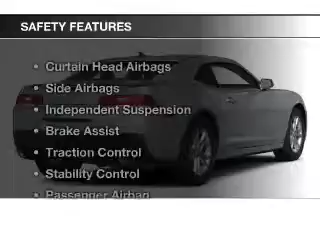 SAFETY FEATURES
• Curtain Head Airbags
• Side Airbags
• Independent Suspension
• Brake Assist
• Traction Control
• Stability Control
• Passenger Airbag